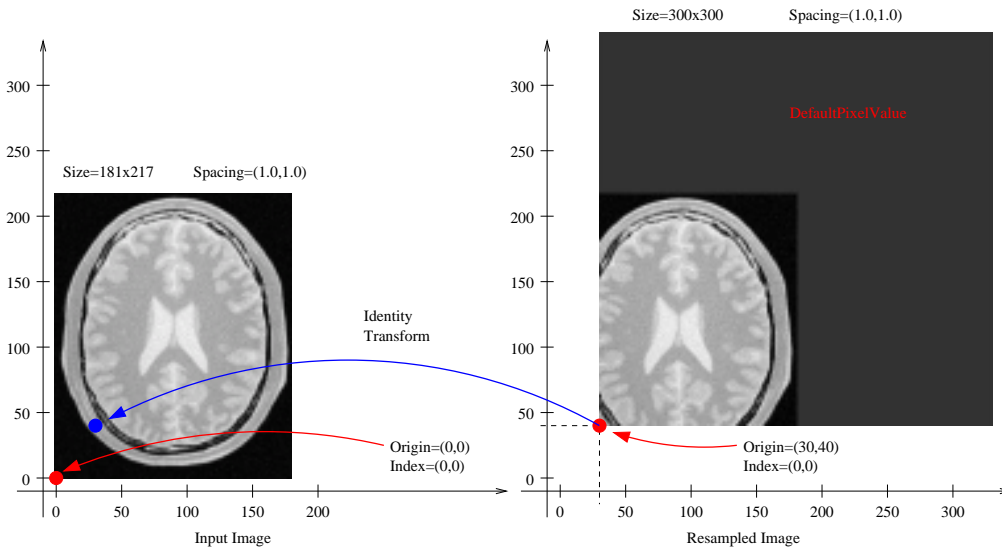 Size=300x300 Spacing=(1.0,1.0)
300
250
200
150
100
50
0
Size=181x217 Spacing=(1.0,1.0)
Identity
Transform
Origin=(0,0)
Index=(0,0)
0 50 100 150 200
Input Image
300
250
200
150
100
50
0
DefaultPixelValue
Origin=(30,40)
Index=(0,0)
0 50 100 150 200 250 300
Resampled Image